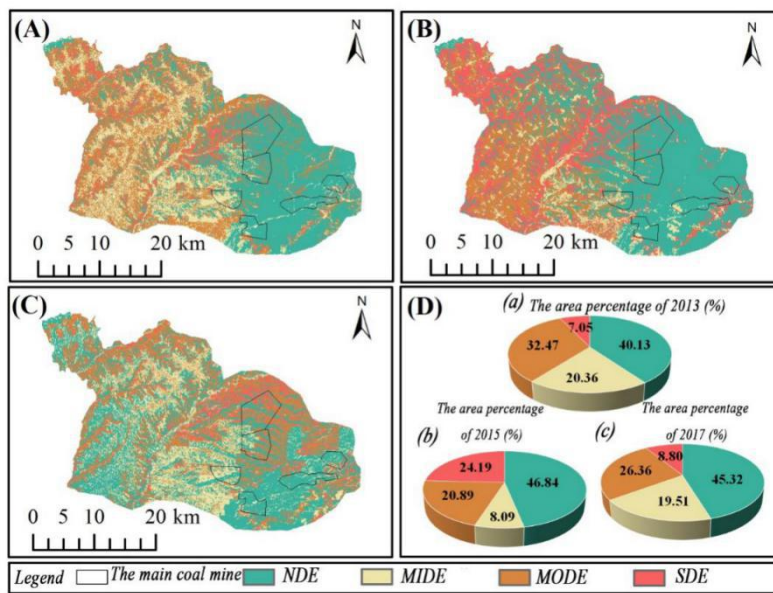 (A)
N
0 5 10 20 km
(B)
N
0 5 10 20 km
(C)
N
0 5 10 20 km
(D)
(a) The area percentage of 2013 (%)
7.05
32.47
40.13
20.36
The area percentage
(b) of 2015 (%)
24.19
46.84
20.89
8.09
The area percentage
(c) of 2017 (%)
8.80
26.36
45.32
19.51
Legend The main coal mine NDE MIDE MODE SDE